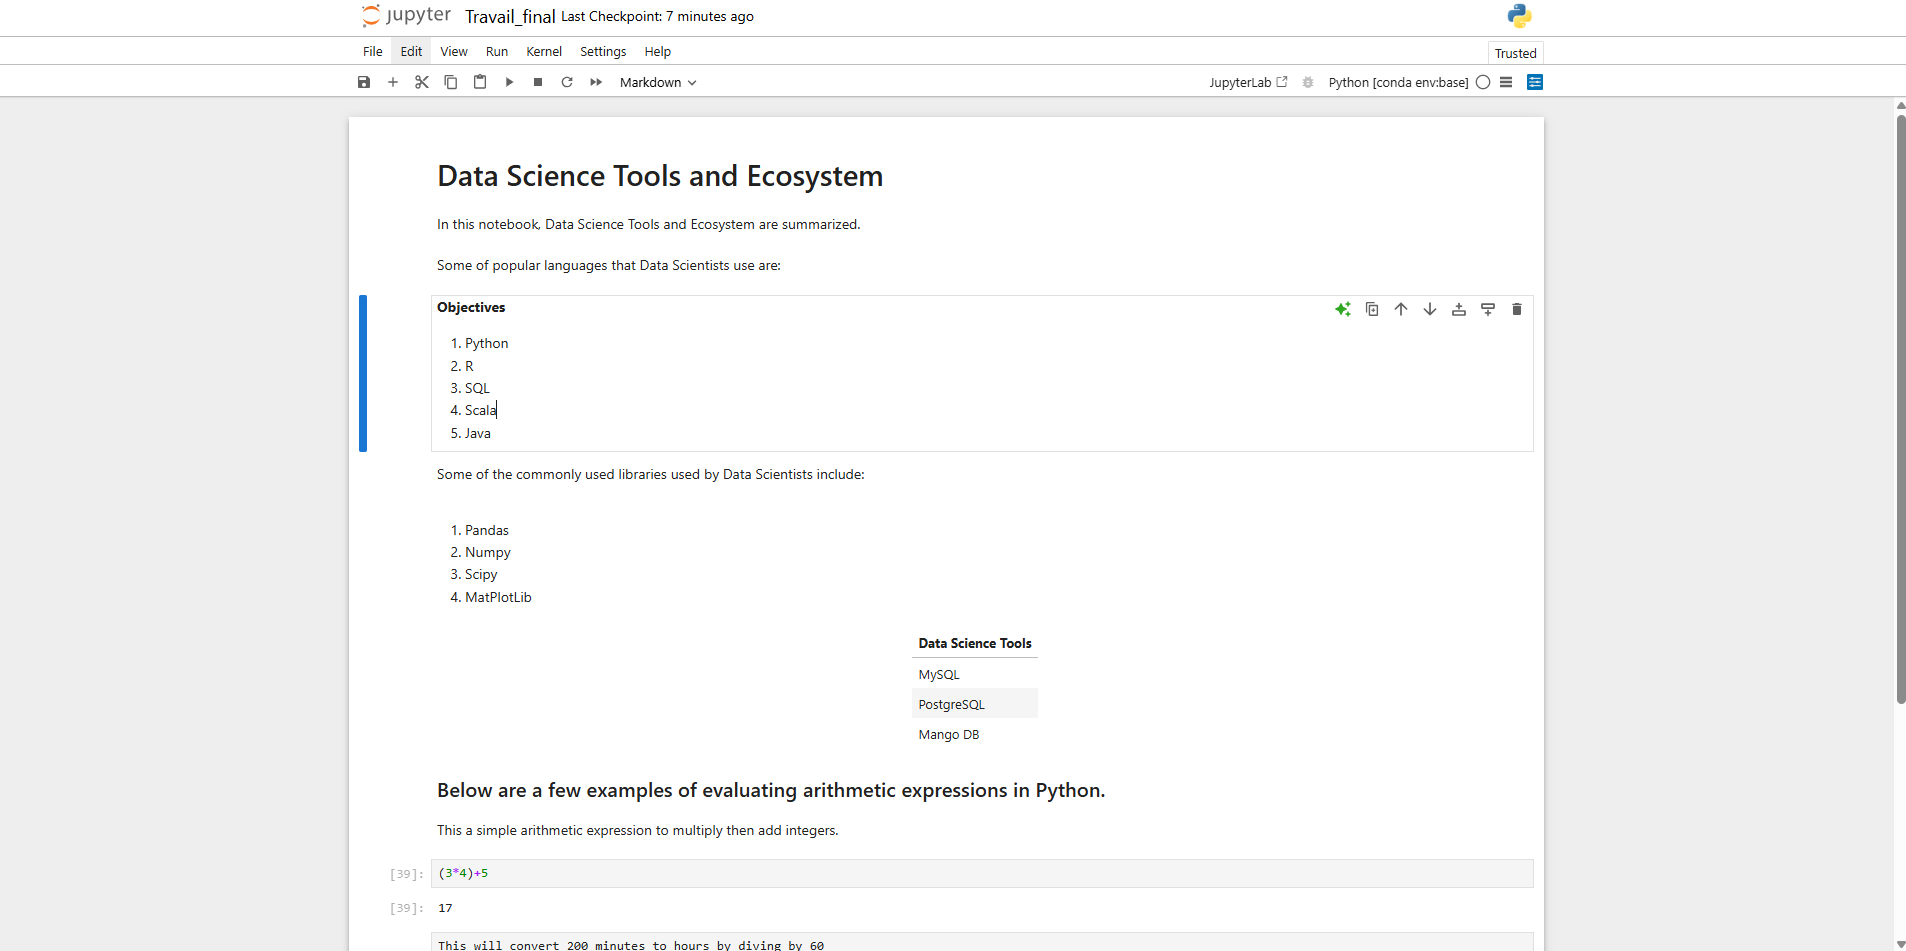 jupyter Travail_final Last Checkpoint: 7 minutes ago
File Edit View Run Kernel Settings Help
Trusted
Markdown
JupyterLab
Python [conda env:base]
Data Science Tools and Ecosystem
In this notebook, Data Science Tools and Ecosystem are summarized.
Some of popular languages that Data Scientists use are:
Objectives
1. Python
2. R
3. SQL
4. Scala
5. Java
Some of the commonly used libraries used by Data Scientists include:
1. Pandas
2. Numpy
3. Scipy
4. MatPlotLib
Data Science Tools
MySQL
PostgreSQL
Mango DB
Below are a few examples of evaluating arithmetic expressions in Python.
This a simple arithmetic expression to multiply then add integers.
[39]: (3*4)+5
[39]: 17
This will convert 200 minutes to hours by diving by 60